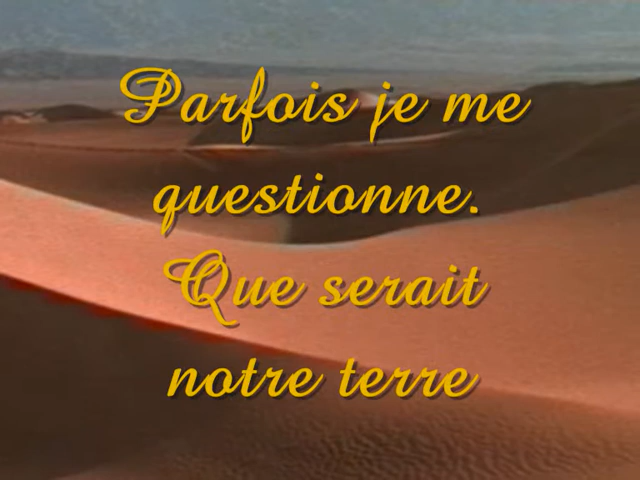 Parfois je me
questionne.
Que serait
notre terre